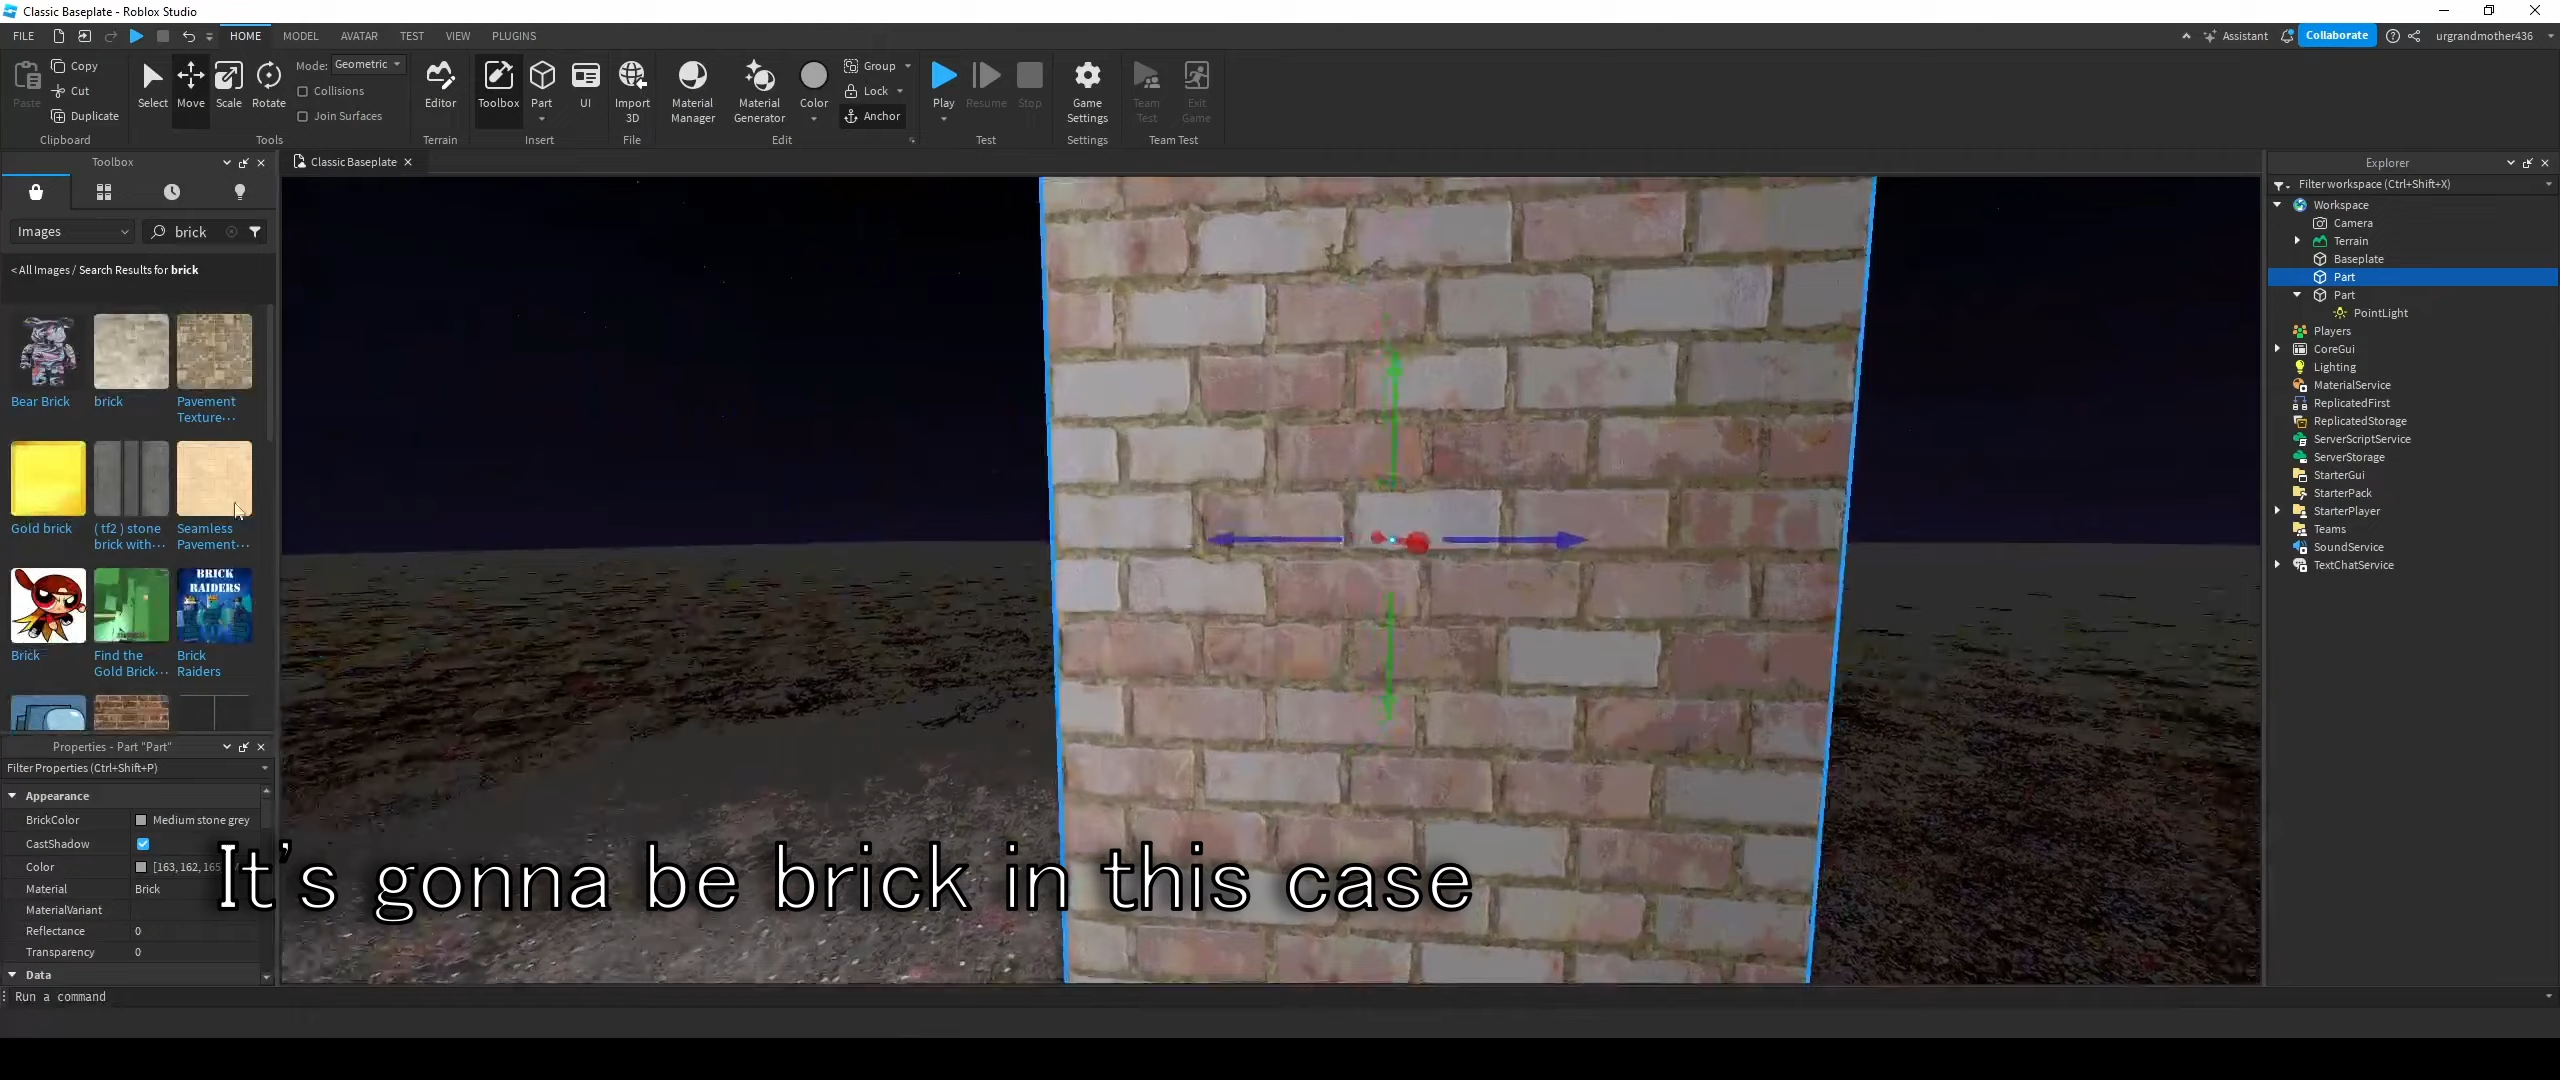 Classic Baseplate - Roblox Studio
FILE HOME MODEL AVATAR TEST VIEW PLUGINS Assistant Collaborate urgrandmother436
Paste Copy Cut Duplicate
Select Move Scale Rotate
Mode: Geometric
Collisions
Join Surfaces
Editor Toolbox Part UI Import 3D
Material Manager Material Generator Color
Group
Lock
Anchor
Play Resume Stop Game Settings Team Test Exit Game
Clipboard Tools Terrain Insert File Edit Test Settings Team Test
Toolbox
Images brick
< All Images / Search Results for brick
Bear Brick
brick
Pavement
Texture···
Gold brick
( tf2 ) stone
brick with···
Seamless
Pavement···
Brick
Find the
Gold Brick···
BRICK
RAIDERS
Brick
Raiders
Properties - Part "Part"
Filter Properties (Ctrl+Shift+P)
Appearance
BrickColor Medium stone grey
CastShadow
Color [163, 162, 165
Material Brick
MaterialVariant
Reflectance 0
Transparency 0
Data
Run a command
Classic Baseplate
It's gonna be brick in this case
Explorer
Filter workspace (Ctrl+Shift+X)
Workspace
Camera
Terrain
Baseplate
Part
Part
PointLight
Players
CoreGui
Lighting
MaterialService
ReplicatedFirst
ReplicatedStorage
ServerScriptService
ServerStorage
StarterGui
StarterPack
StarterPlayer
Teams
SoundService
TextChatService